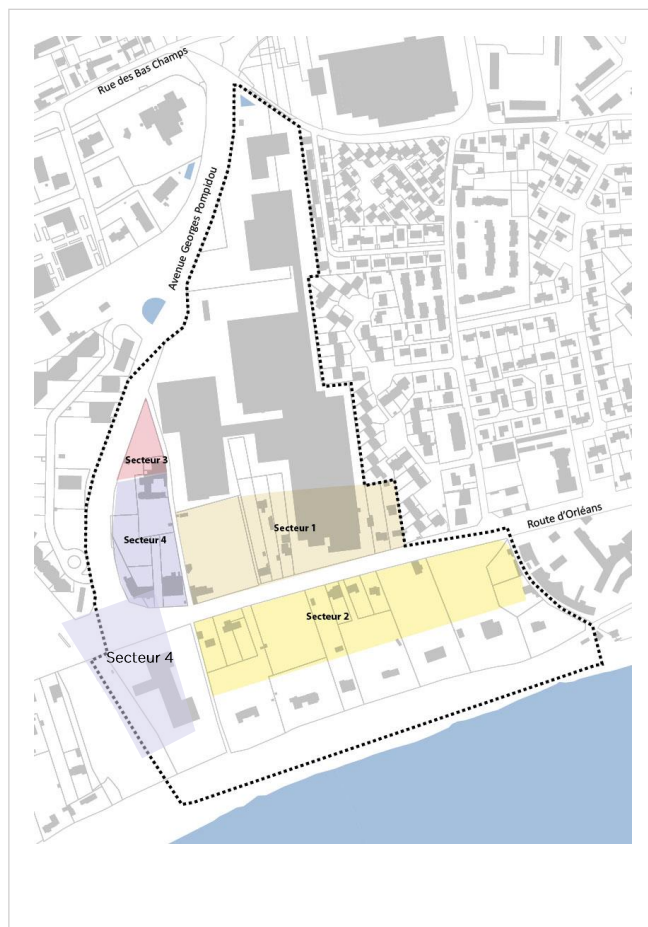 Rue des Bas Champs
Avenue Georges Pompidou
Secteur 3
Route d'Orléans
Secteur 1
Secteur 4
Secteur 2
Secteur 4